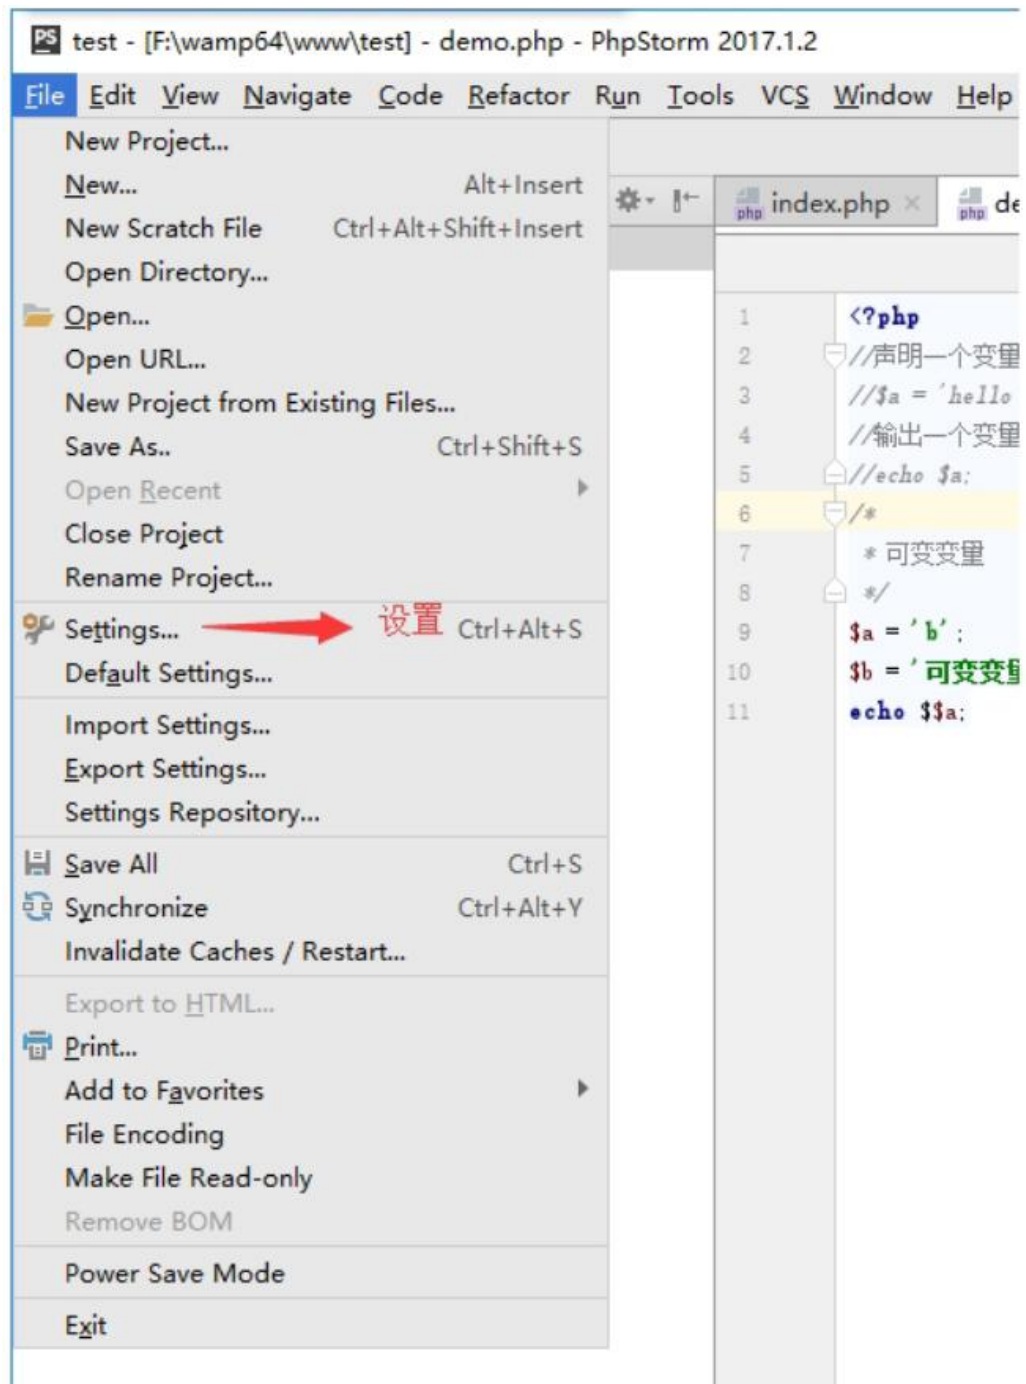 PS test - [F:\wamp64\www\test] - demo.php - PhpStorm 2017.1.2
File Edit View Navigate Code Refactor Run Tools VCS Window Help
New Project...
New... Alt+Insert
New Scratch File Ctrl+Alt+Shift+Insert
Open Directory...
Open...
Open URL...
New Project from Existing Files...
Save As.. Ctrl+Shift+S
Open Recent
Close Project
Rename Project...
Settings... 设置 Ctrl+Alt+S
Default Settings...
Import Settings...
Export Settings...
Settings Repository...
Save All Ctrl+S
Synchronize Ctrl+Alt+Y
Invalidate Caches / Restart...
Export to HTML...
Print...
Add to Favorites
File Encoding
Make File Read-only
Remove BOM
Power Save Mode
Exit
php index.php php de
1 <?php
2 //声明一个变量
3 //$a = 'hello
4 //输出一个变量
5 //echo $a;
6 /*
7 * 可变变量
8 */
9 $a = 'b';
10 $b = '可变变量
11 echo $$a;